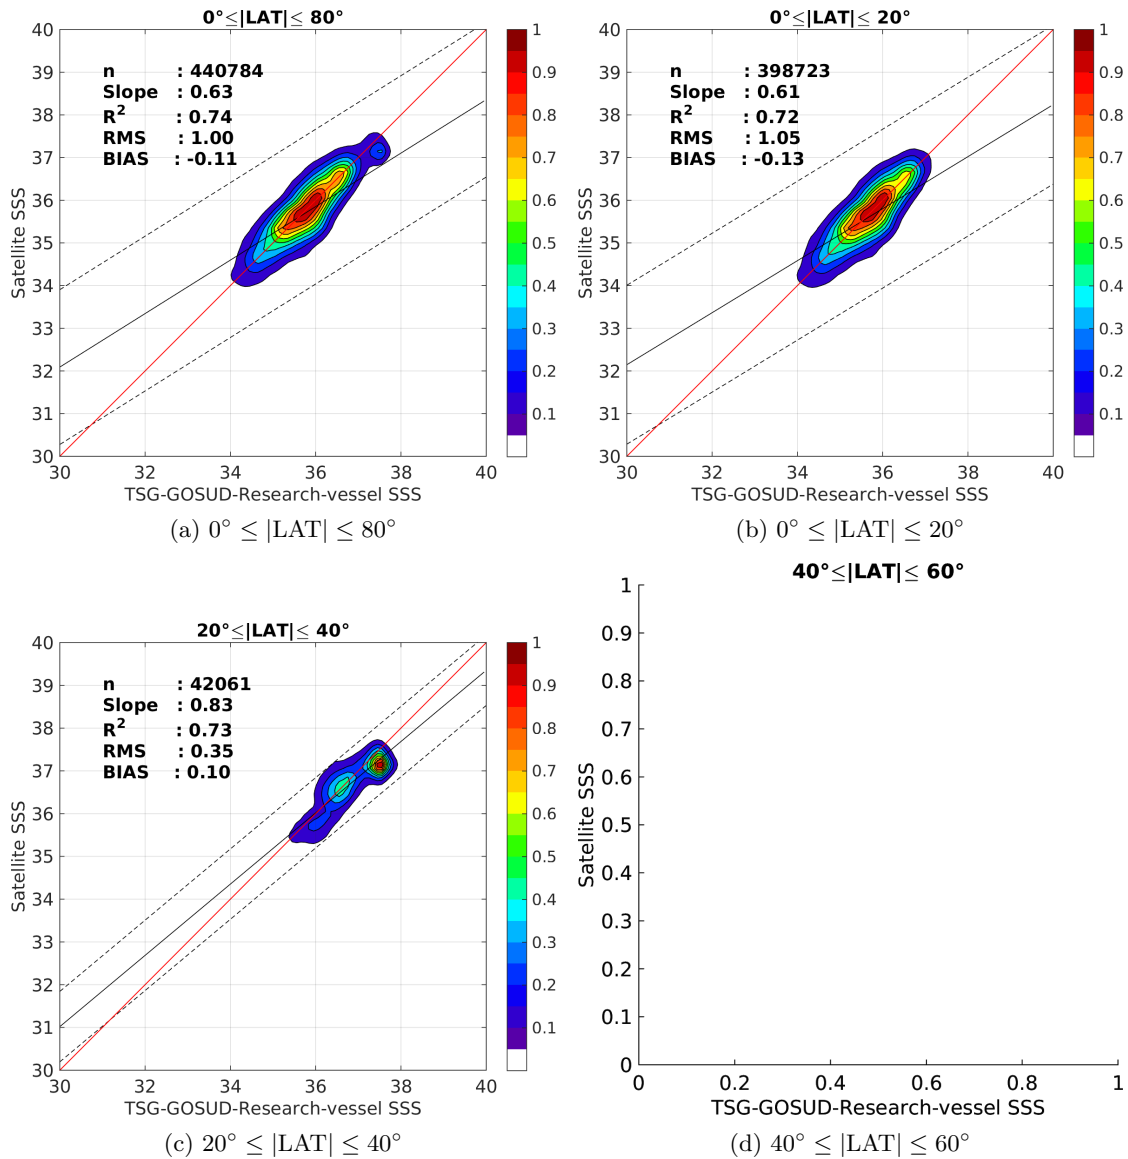 0°≤|LAT|≤ 80°
40
39
38
37
36
35
34
33
32
31
30
30 32 34 36 38 40
Satellite SSS
TSG-GOSUD-Research-vessel SSS
n : 440784
Slope : 0.63
R² : 0.74
RMS : 1.00
BIAS : -0.11
1
0.9
0.8
0.7
0.6
0.5
0.4
0.3
0.2
0.1
(a) 0° ≤ |LAT| ≤ 80°
0°≤|LAT|≤ 20°
40
39
38
37
36
35
34
33
32
31
30
30 32 34 36 38 40
Satellite SSS
TSG-GOSUD-Research-vessel SSS
n : 398723
Slope : 0.61
R² : 0.72
RMS : 1.05
BIAS : -0.13
1
0.9
0.8
0.7
0.6
0.5
0.4
0.3
0.2
0.1
(b) 0° ≤ |LAT| ≤ 20°
20°≤|LAT|≤ 40°
40
39
38
37
36
35
34
33
32
31
30
30 32 34 36 38 40
Satellite SSS
TSG-GOSUD-Research-vessel SSS
n : 42061
Slope : 0.83
R² : 0.73
RMS : 0.35
BIAS : 0.10
1
0.9
0.8
0.7
0.6
0.5
0.4
0.3
0.2
0.1
(c) 20° ≤ |LAT| ≤ 40°
40°≤|LAT|≤ 60°
1
0.9
0.8
0.7
0.6
0.5
0.4
0.3
0.2
0.1
0
0 0.2 0.4 0.6 0.8 1
Satellite SSS
TSG-GOSUD-Research-vessel SSS
(d) 40° ≤ |LAT| ≤ 60°